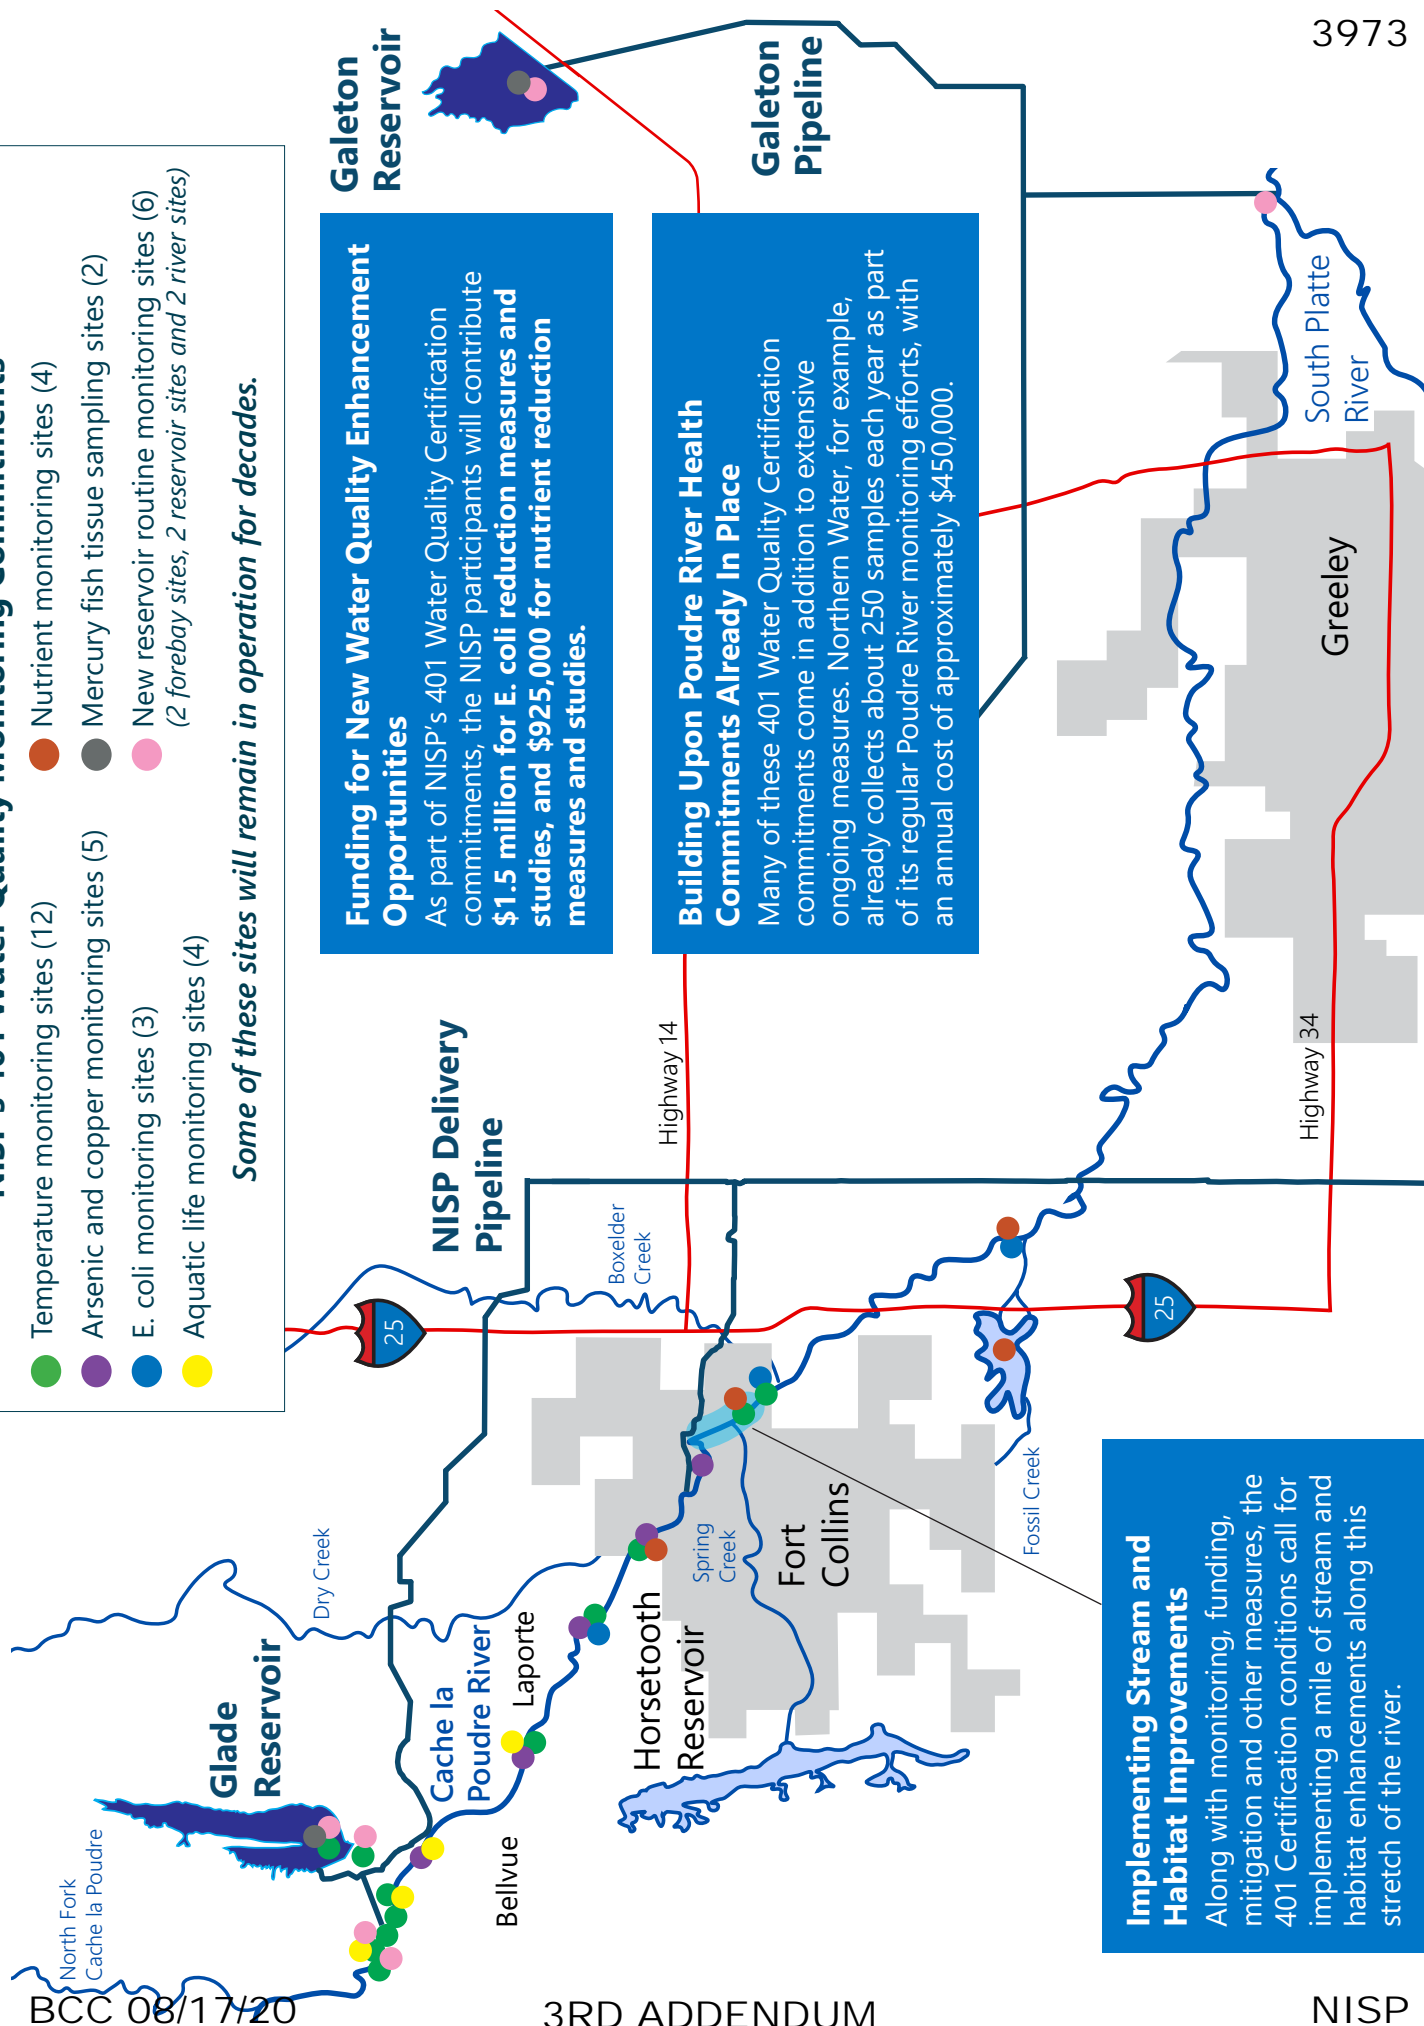 3973
NISP's 401 Water Quality Monitoring Commitments
Temperature monitoring sites (12)
Arsenic and copper monitoring sites (5)
E. coli monitoring sites (3)
Aquatic life monitoring sites (4)
Nutrient monitoring sites (4)
Mercury fish tissue sampling sites (2)
New reservoir routine monitoring sites (6)
(2 forebay sites, 2 reservoir sites and 2 river sites)
Some of these sites will remain in operation for decades.
Funding for New Water Quality Enhancement
Opportunities
As part of NISP's 401 Water Quality Certification
commitments, the NISP participants will contribute
$1.5 million for E. coli reduction measures and
studies, and $925,000 for nutrient reduction
measures and studies.
Building Upon Poudre River Health
Commitments Already In Place
Many of these 401 Water Quality Certification
commitments come in addition to extensive
ongoing measures. Northern Water, for example,
already collects about 250 samples each year as part
of its regular Poudre River monitoring efforts, with
an annual cost of approximately $450,000.
Implementing Stream and
Habitat Improvements
Along with monitoring, funding,
mitigation and other measures, the
401 Certification conditions call for
implementing a mile of stream and
habitat enhancements along this
stretch of the river.
North Fork
Cache la Poudre
Glade
Reservoir
Dry Creek
Cache la
Poudre River
Bellvue
Laporte
Horsetooth
Reservoir
Spring
Creek
Fort
Collins
Fossil Creek
25
25
Boxelder
Creek
NISP Delivery
Pipeline
Highway 14
Highway 34
Greeley
South Platte
River
Galeton
Reservoir
Galeton
Pipeline
BCC 08/17/20
3RD ADDENDUM
NISP